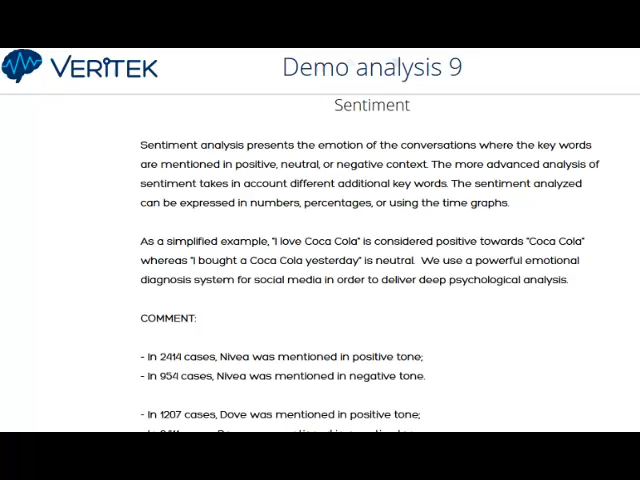 VERITEK
Demo analysis 9
Sentiment
Sentiment analysis presents the emotion of the conversations where the key words
are mentioned in positive, neutral, or negative context. The more advanced analysis of
sentiment takes in account different additional key words. The sentiment analyzed
can be expressed in numbers, percentages, or using the time graphs.
As a simplified example, "I love Coca Cola" is considered positive towards "Coca Cola"
whereas "I bought a Coca Cola yesterday" is neutral. We use a powerful emotional
diagnosis system for social media in order to deliver deep psychological analysis.
COMMENT:
- In 2414 cases, Nivea was mentioned in positive tone;
- In 954 cases, Nivea was mentioned in negative tone.
- In 1207 cases, Dove was mentioned in positive tone;